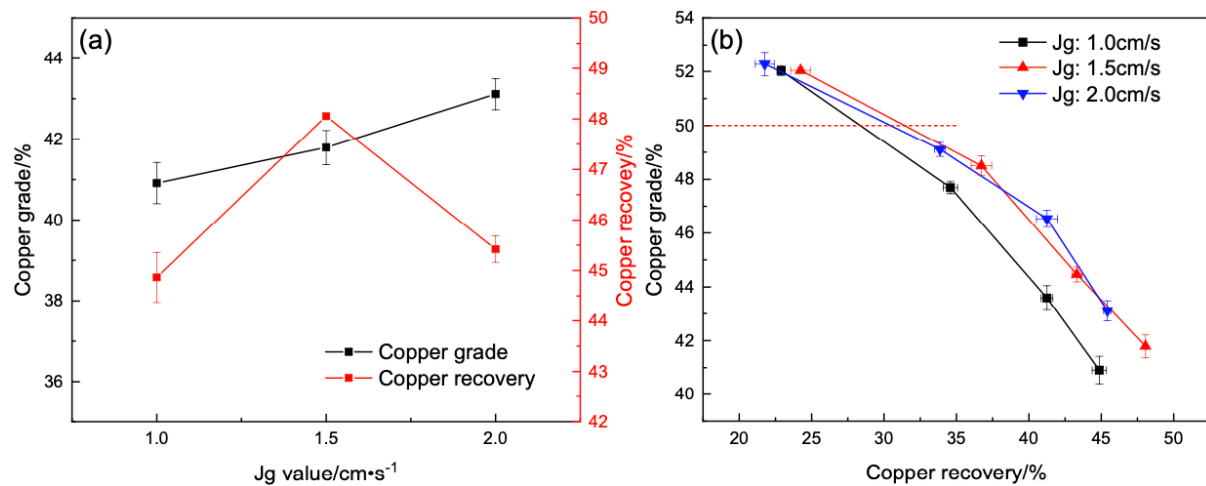 (a)
Copper grade/%
44
42
40
38
36
50
49
48
47
46
45
44
43
42
Copper recovey/%
Copper grade
Copper recovery
1.0
1.5
2.0
Jg value/cm•s⁻¹
(b)
Jg: 1.0cm/s
Jg: 1.5cm/s
Jg: 2.0cm/s
Copper grade/%
54
52
50
48
46
44
42
40
20
25
30
35
40
45
50
Copper recovery/%